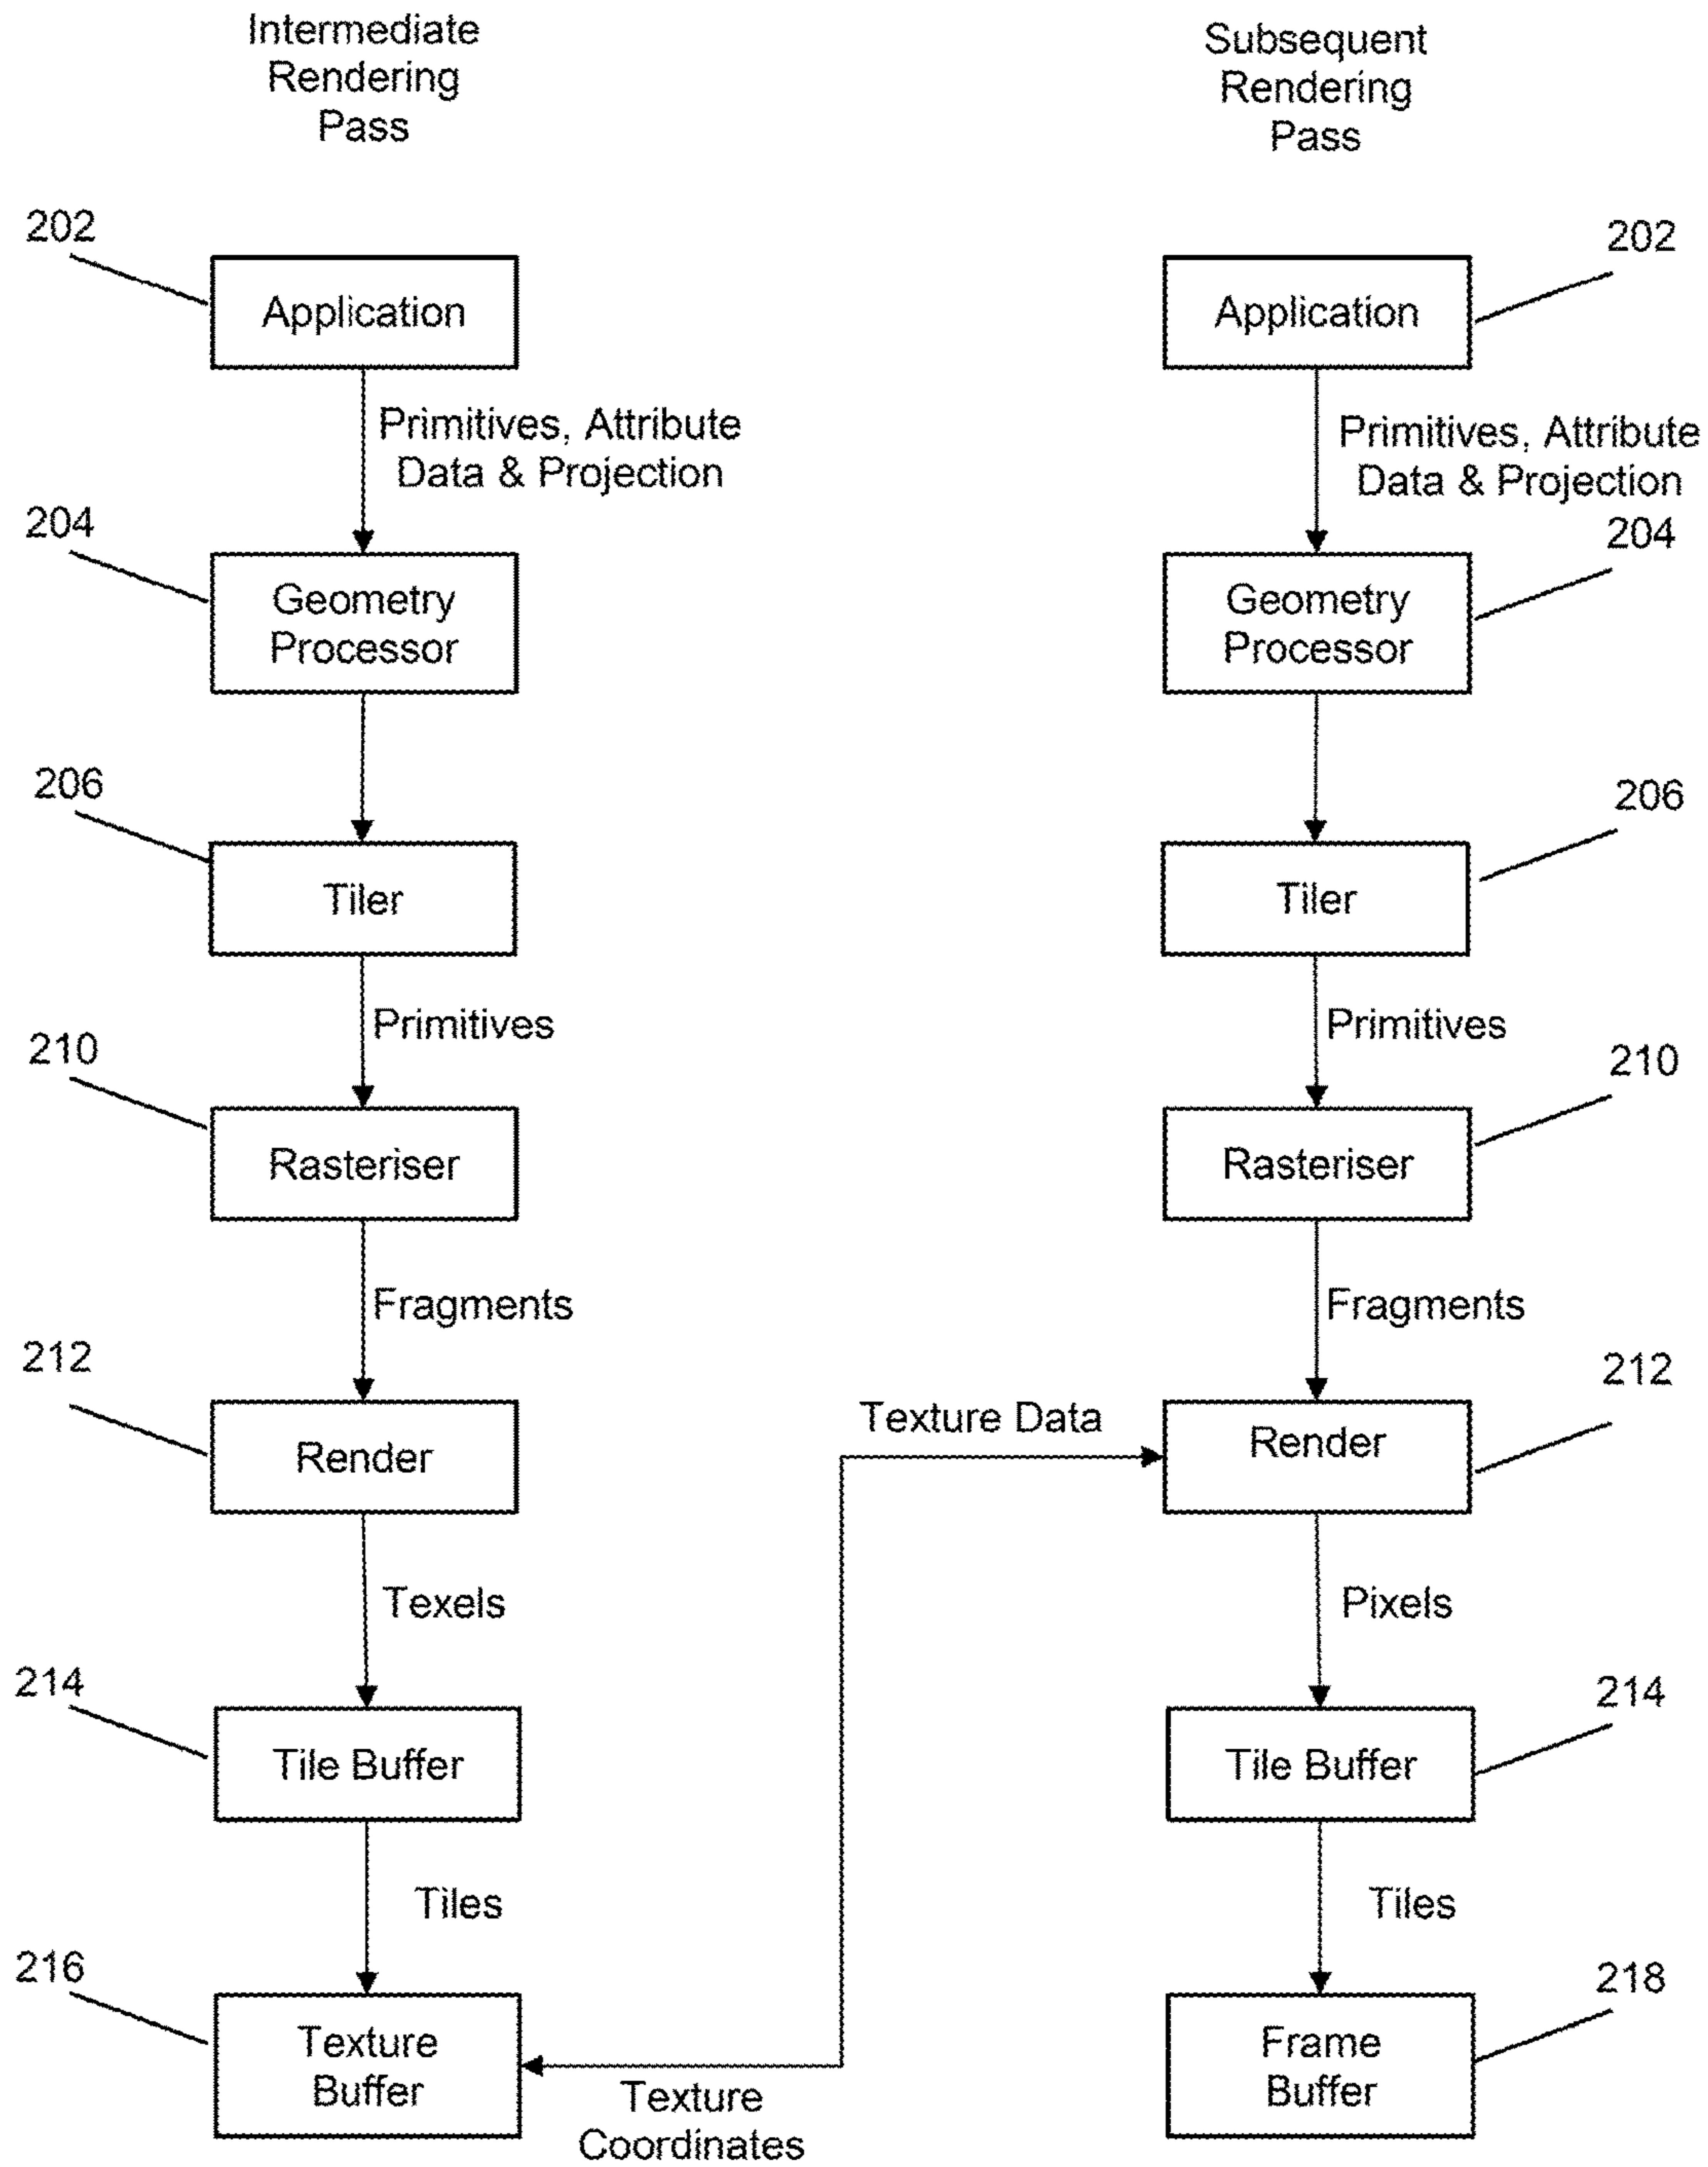 Intermediate
Rendering
Pass
202
Application
Primitives, Attribute
Data & Projection
204
Geometry
Processor
206
Tiler
Primitives
210
Rasteriser
Fragments
212
Render
Texels
214
Tile Buffer
Tiles
216
Texture
Buffer
Texture Data
Texture
Coordinates
Subsequent
Rendering
Pass
202
Application
Primitives, Attribute
Data & Projection
204
Geometry
Processor
206
Tiler
Primitives
210
Rasteriser
Fragments
212
Render
Pixels
214
Tile Buffer
Tiles
218
Frame
Buffer